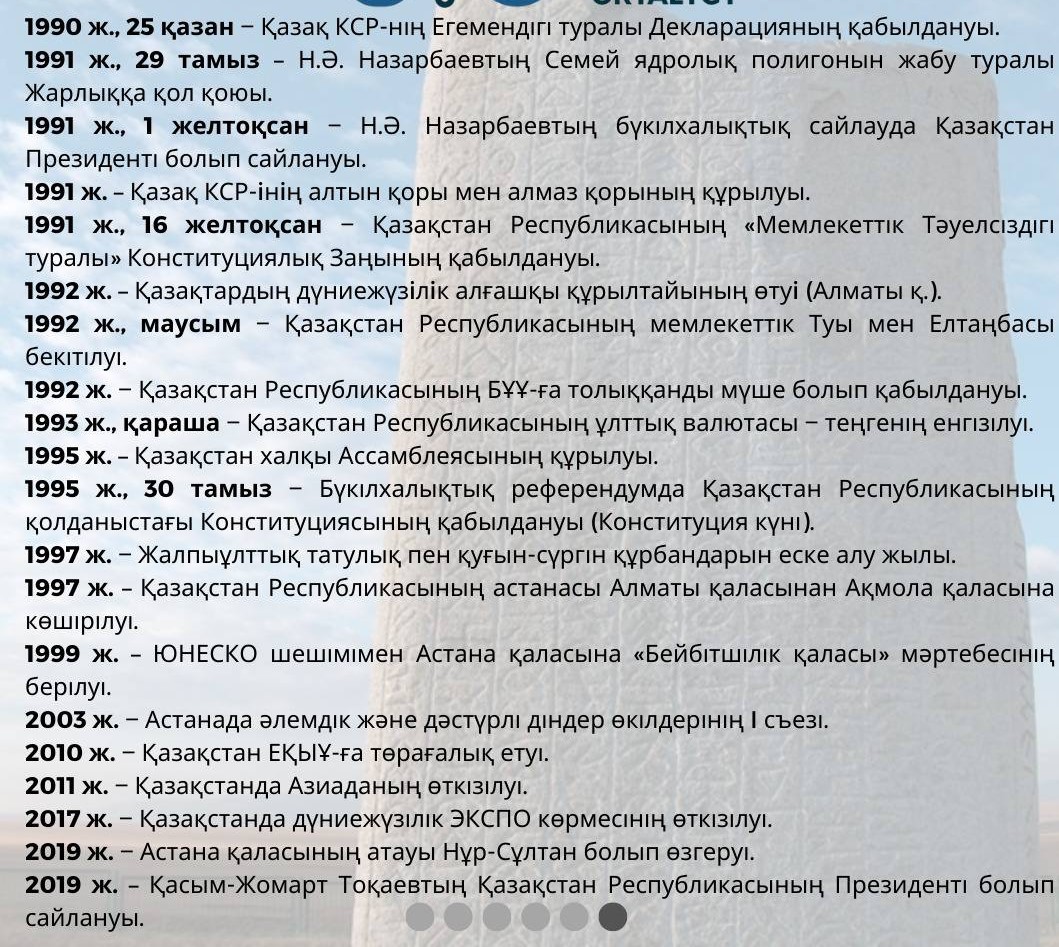 1990 ж., 25 қазан – Қазақ КСР-нің Егемендігі туралы Декларацияның қабылдануы.
1991 ж., 29 тамыз – Н.Ә. Назарбаевтың Семей ядролық полигонын жабу туралы
Жарлыққа қол қоюы.
1991 ж., 1 желтоқсан – Н.Ә. Назарбаевтың бүкілхалықтық сайлауда Қазақстан
Президенті болып сайлануы.
1991 ж. – Қазақ КСР-інің алтын қоры мен алмаз қорының құрылуы.
1991 ж., 16 желтоқсан – Қазақстан Республикасының «Мемлекеттік Тәуелсіздігі
туралы» Конституциялық Заңының қабылдануы.
1992 ж. – Қазақтардың дүниежүзілік алғашқы құрылтайының өтуі (Алматы қ.).
1992 ж., маусым – Қазақстан Республикасының мемлекеттік Туы мен Елтаңбасы
бекітілуі.
1992 ж. – Қазақстан Республикасының БҰҰ-ға толыққанды мүше болып қабылдануы.
1993 ж., қараша – Қазақстан Республикасының ұлттық валютасы – теңгенің енгізілуі.
1995 ж. – Қазақстан халқы Ассамблеясының құрылуы.
1995 ж., 30 тамыз – Бүкілхалықтық референдумда Қазақстан Республикасының
қолданыстағы Конституциясының қабылдануы (Конституция күні).
1997 ж. – Жалпыұлттық татулық пен қуғын-сүргін құрбандарын еске алу жылы.
1997 ж. – Қазақстан Республикасының астанасы Алматы қаласынан Ақмола қаласына
көшірілуі.
1999 ж. – ЮНЕСКО шешімімен Астана қаласына «Бейбітшілік қаласы» мәртебесінің
берілуі.
2003 ж. – Астанада әлемдік және дәстүрлі діндер өкілдерінің I съезі.
2010 ж. – Қазақстан ЕҚЫҰ-ға төрағалық етуі.
2011 ж. – Қазақстанда Азиаданың өткізілуі.
2017 ж. – Қазақстанда дүниежүзілік ЭКСПО көрмесінің өткізілуі.
2019 ж. – Астана қаласының атауы Нұр-Сұлтан болып өзгеруі.
2019 ж. – Қасым-Жомарт Тоқаевтың Қазақстан Республикасының Президенті болып
сайлануы.